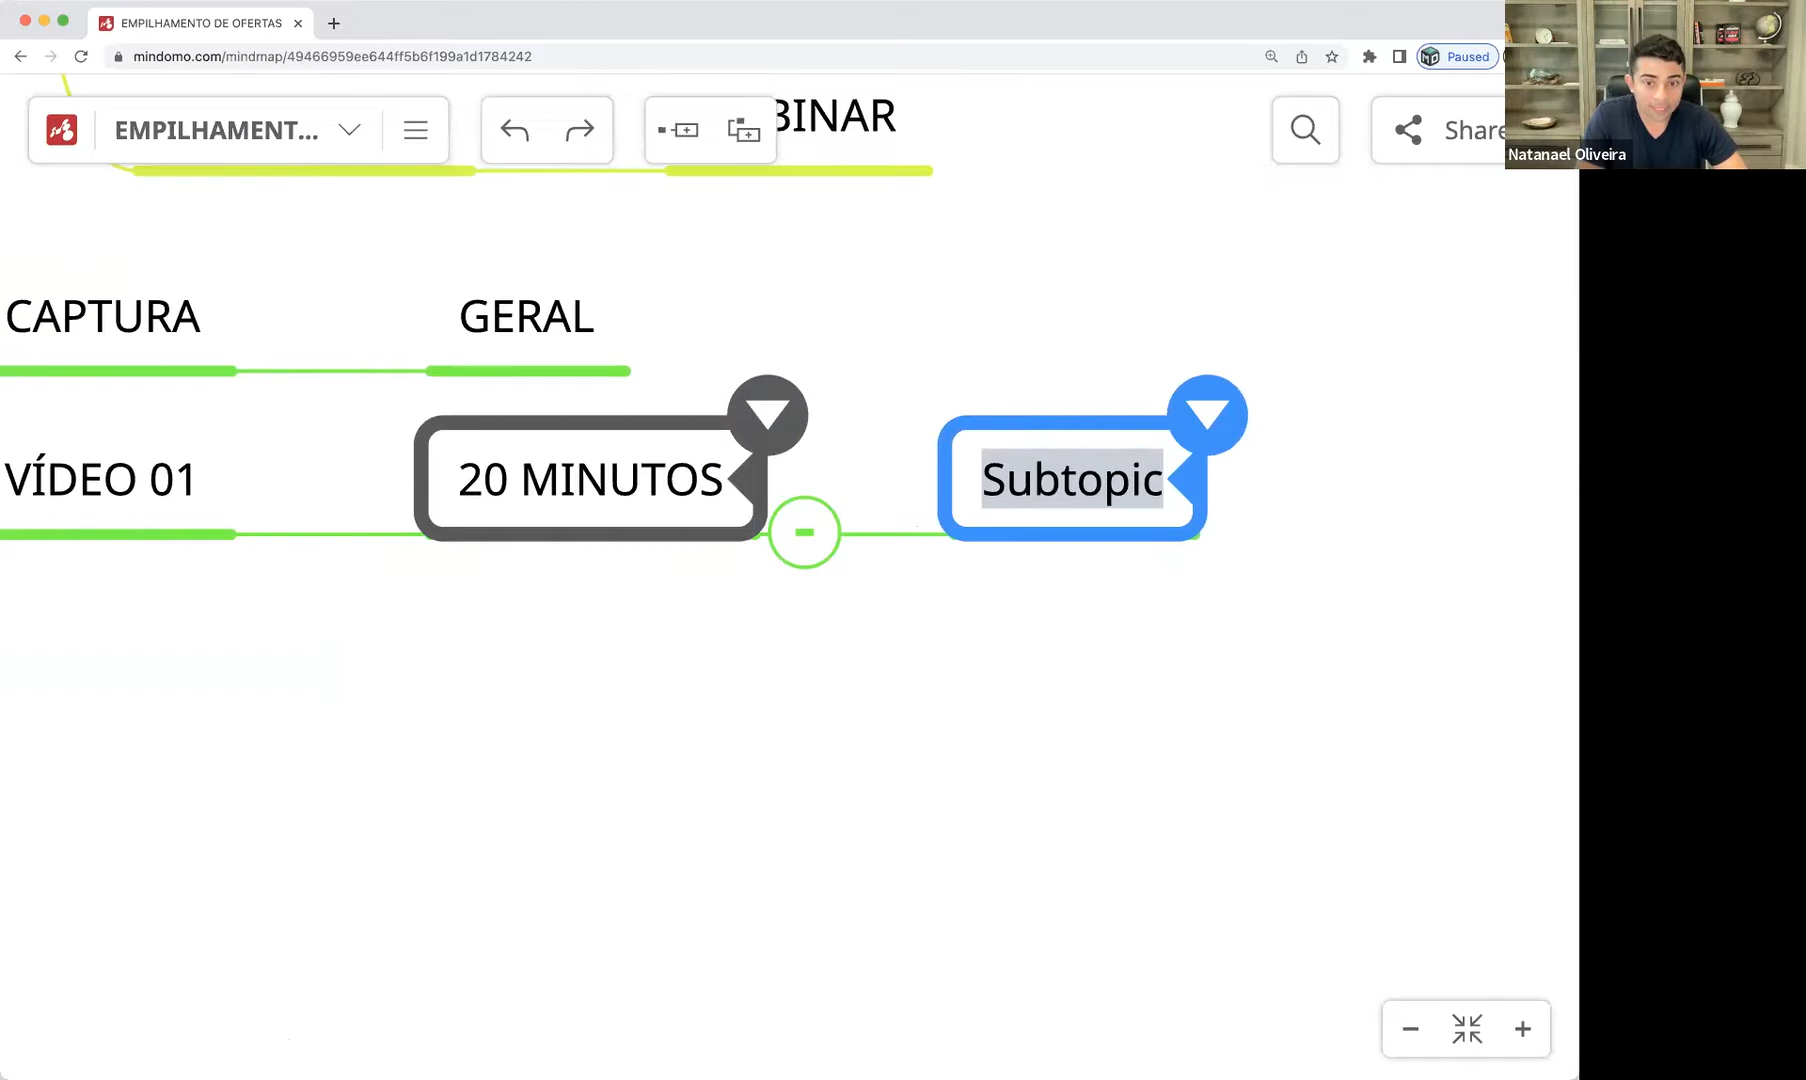 EMPILHAMENTO DE OFERTAS
mindomo.com/mindmap/49466959ee644ff5b6f199a1d1784242
Paused
EMPILHAMENT...
BINAR
Share
Natanael Oliveira
CAPTURA
GERAL
VÍDEO 01
20 MINUTOS
Subtopic